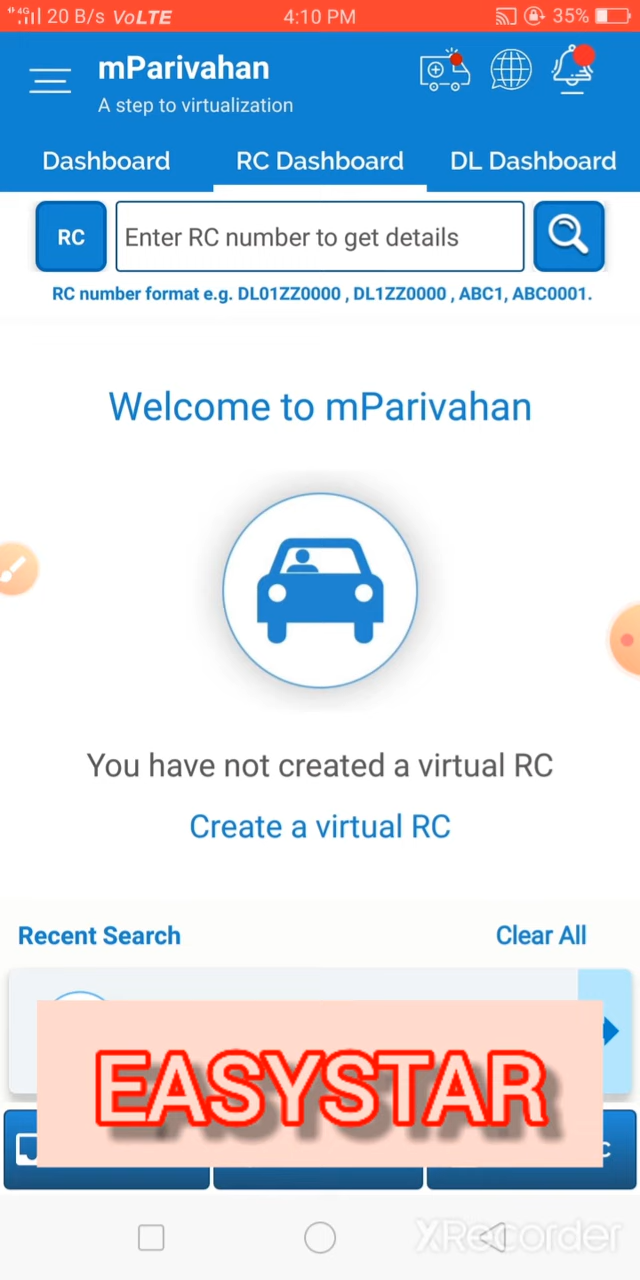 4G 20 B/s VoLTE 4:10 PM 35%
mParivahan
A step to virtualization
Dashboard RC Dashboard DL Dashboard
RC Enter RC number to get details
RC number format e.g. DL01ZZ0000 , DL1ZZ0000 , ABC1, ABC0001.
Welcome to mParivahan
You have not created a virtual RC
Create a virtual RC
Recent Search Clear All
EASYSTAR
C
XRecorder